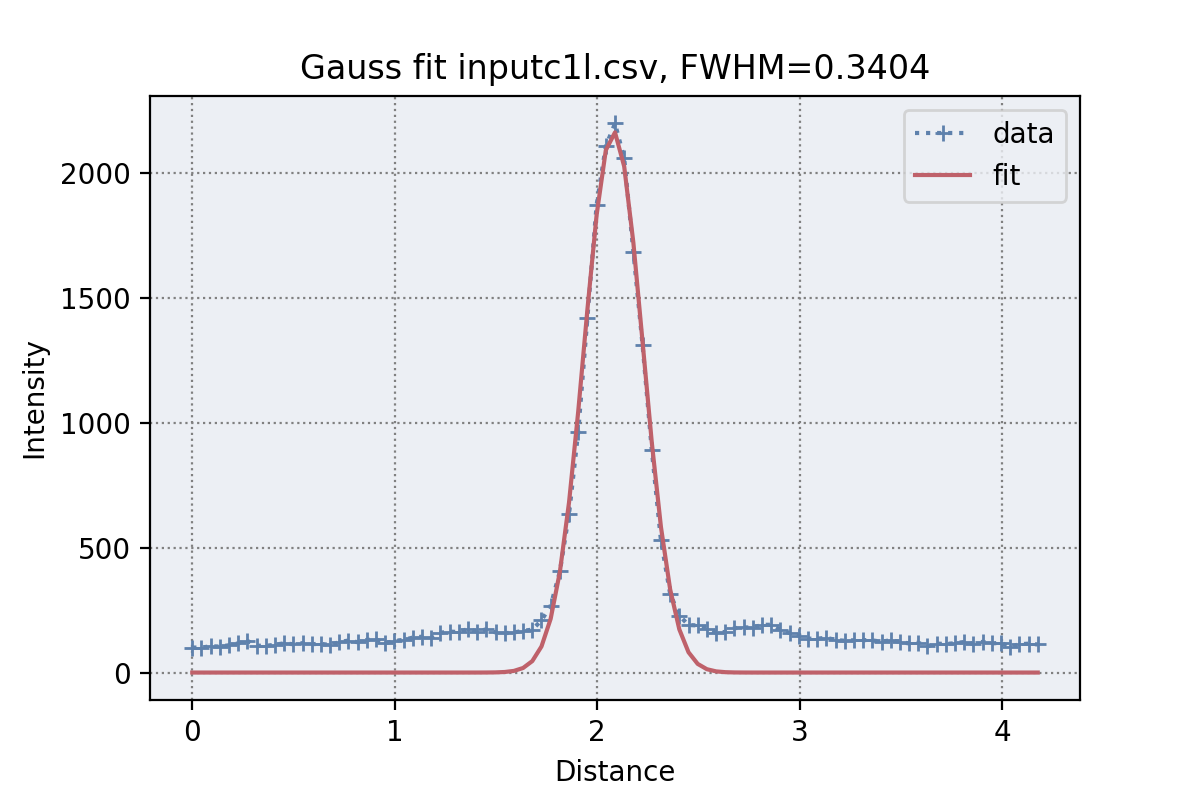 Gauss fit inputc1l.csv, FWHM=0.3404
data
fit
2000
1500
1000
500
0
Intensity
0 1 2 3 4
Distance